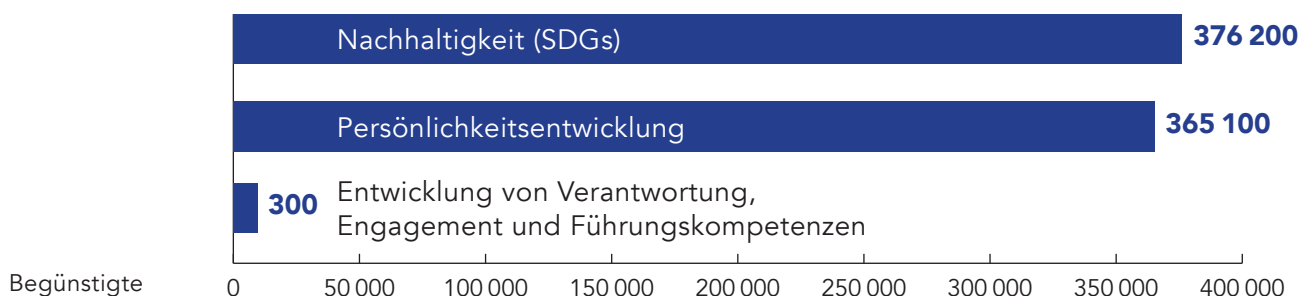 Nachhaltigkeit (SDGs) 376 200
Persönlichkeitsentwicklung 365 100
300 Entwicklung von Verantwortung,
Engagement und Führungskompetenzen
Begünstigte 0 50 000 100 000 150 000 200 000 250 000 300 000 350 000 400 000